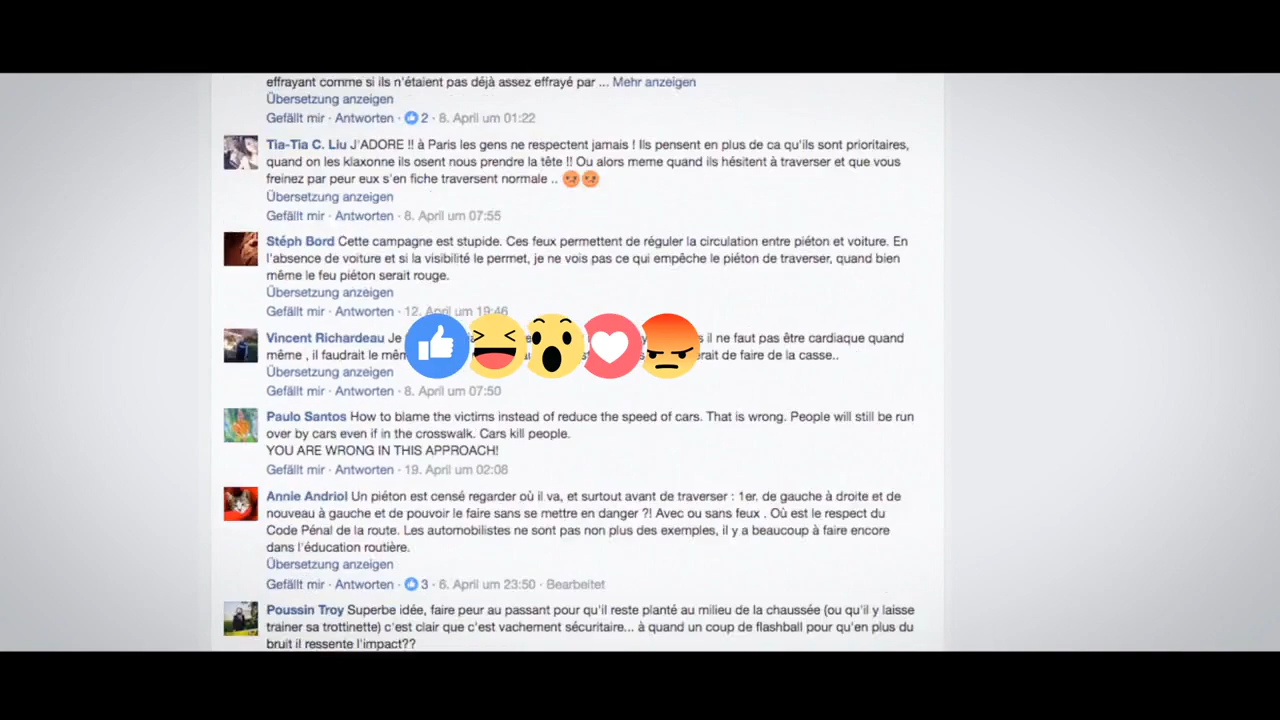 effrayant comme si ils n'étaient pas déjà assez effrayé par ... Mehr anzeigen
Übersetzung anzeigen
Gefällt mir · Antworten · 2 · 8. April um 01:22
Tia-Tia C. Liu J'ADORE !! à Paris les gens ne respectent jamais ! Ils pensent en plus de ca qu'ils sont prioritaires,
quand on les klaxonne ils osent nous prendre la tête !! Ou alors meme quand ils hésitent à traverser et que vous
freinez par peur eux s'en fiche traversent normale ..
Übersetzung anzeigen
Gefällt mir · Antworten · 8. April um 07:55
Stéph Bord Cette campagne est stupide. Ces feux permettent de réguler la circulation entre piéton et voiture. En
l'absence de voiture et si la visibilité le permet, je ne vois pas ce qui empêche le piéton de traverser, quand bien
même le feu piéton serait rouge.
Übersetzung anzeigen
Gefällt mir · Antworten · 12. April um 19:46
Vincent Richardeau Je il ne faut pas être cardiaque quand
même , il faudrait le de faire de la casse..
Übersetzung anzeigen
Gefällt mir · Antworten · 8. April um 07:50
Paulo Santos How to blame the victims instead of reduce the speed of cars. That is wrong. People will still be run
over by cars even if in the crosswalk. Cars kill people.
YOU ARE WRONG IN THIS APPROACH!
Gefällt mir · Antworten · 19. April um 02:08
Annie Andriol Un piéton est censé regarder où il va, et surtout avant de traverser : 1er. de gauche à droite et de
nouveau à gauche et de pouvoir le faire sans se mettre en danger ?! Avec ou sans feux . Où est le respect du
Code Pénal de la route. Les automobilistes ne sont pas non plus des exemples, il y a beaucoup à faire encore
dans l'éducation routière.
Übersetzung anzeigen
Gefällt mir · Antworten · 3 · 6. April um 23:50 · Bearbeitet
Poussin Troy Superbe idée, faire peur au passant pour qu'il reste planté au milieu de la chaussée (ou qu'il y laisse
trainer sa trottinette) c'est clair que c'est vachement sécuritaire... à quand un coup de flashball pour qu'en plus du
bruit il ressente l'impact??